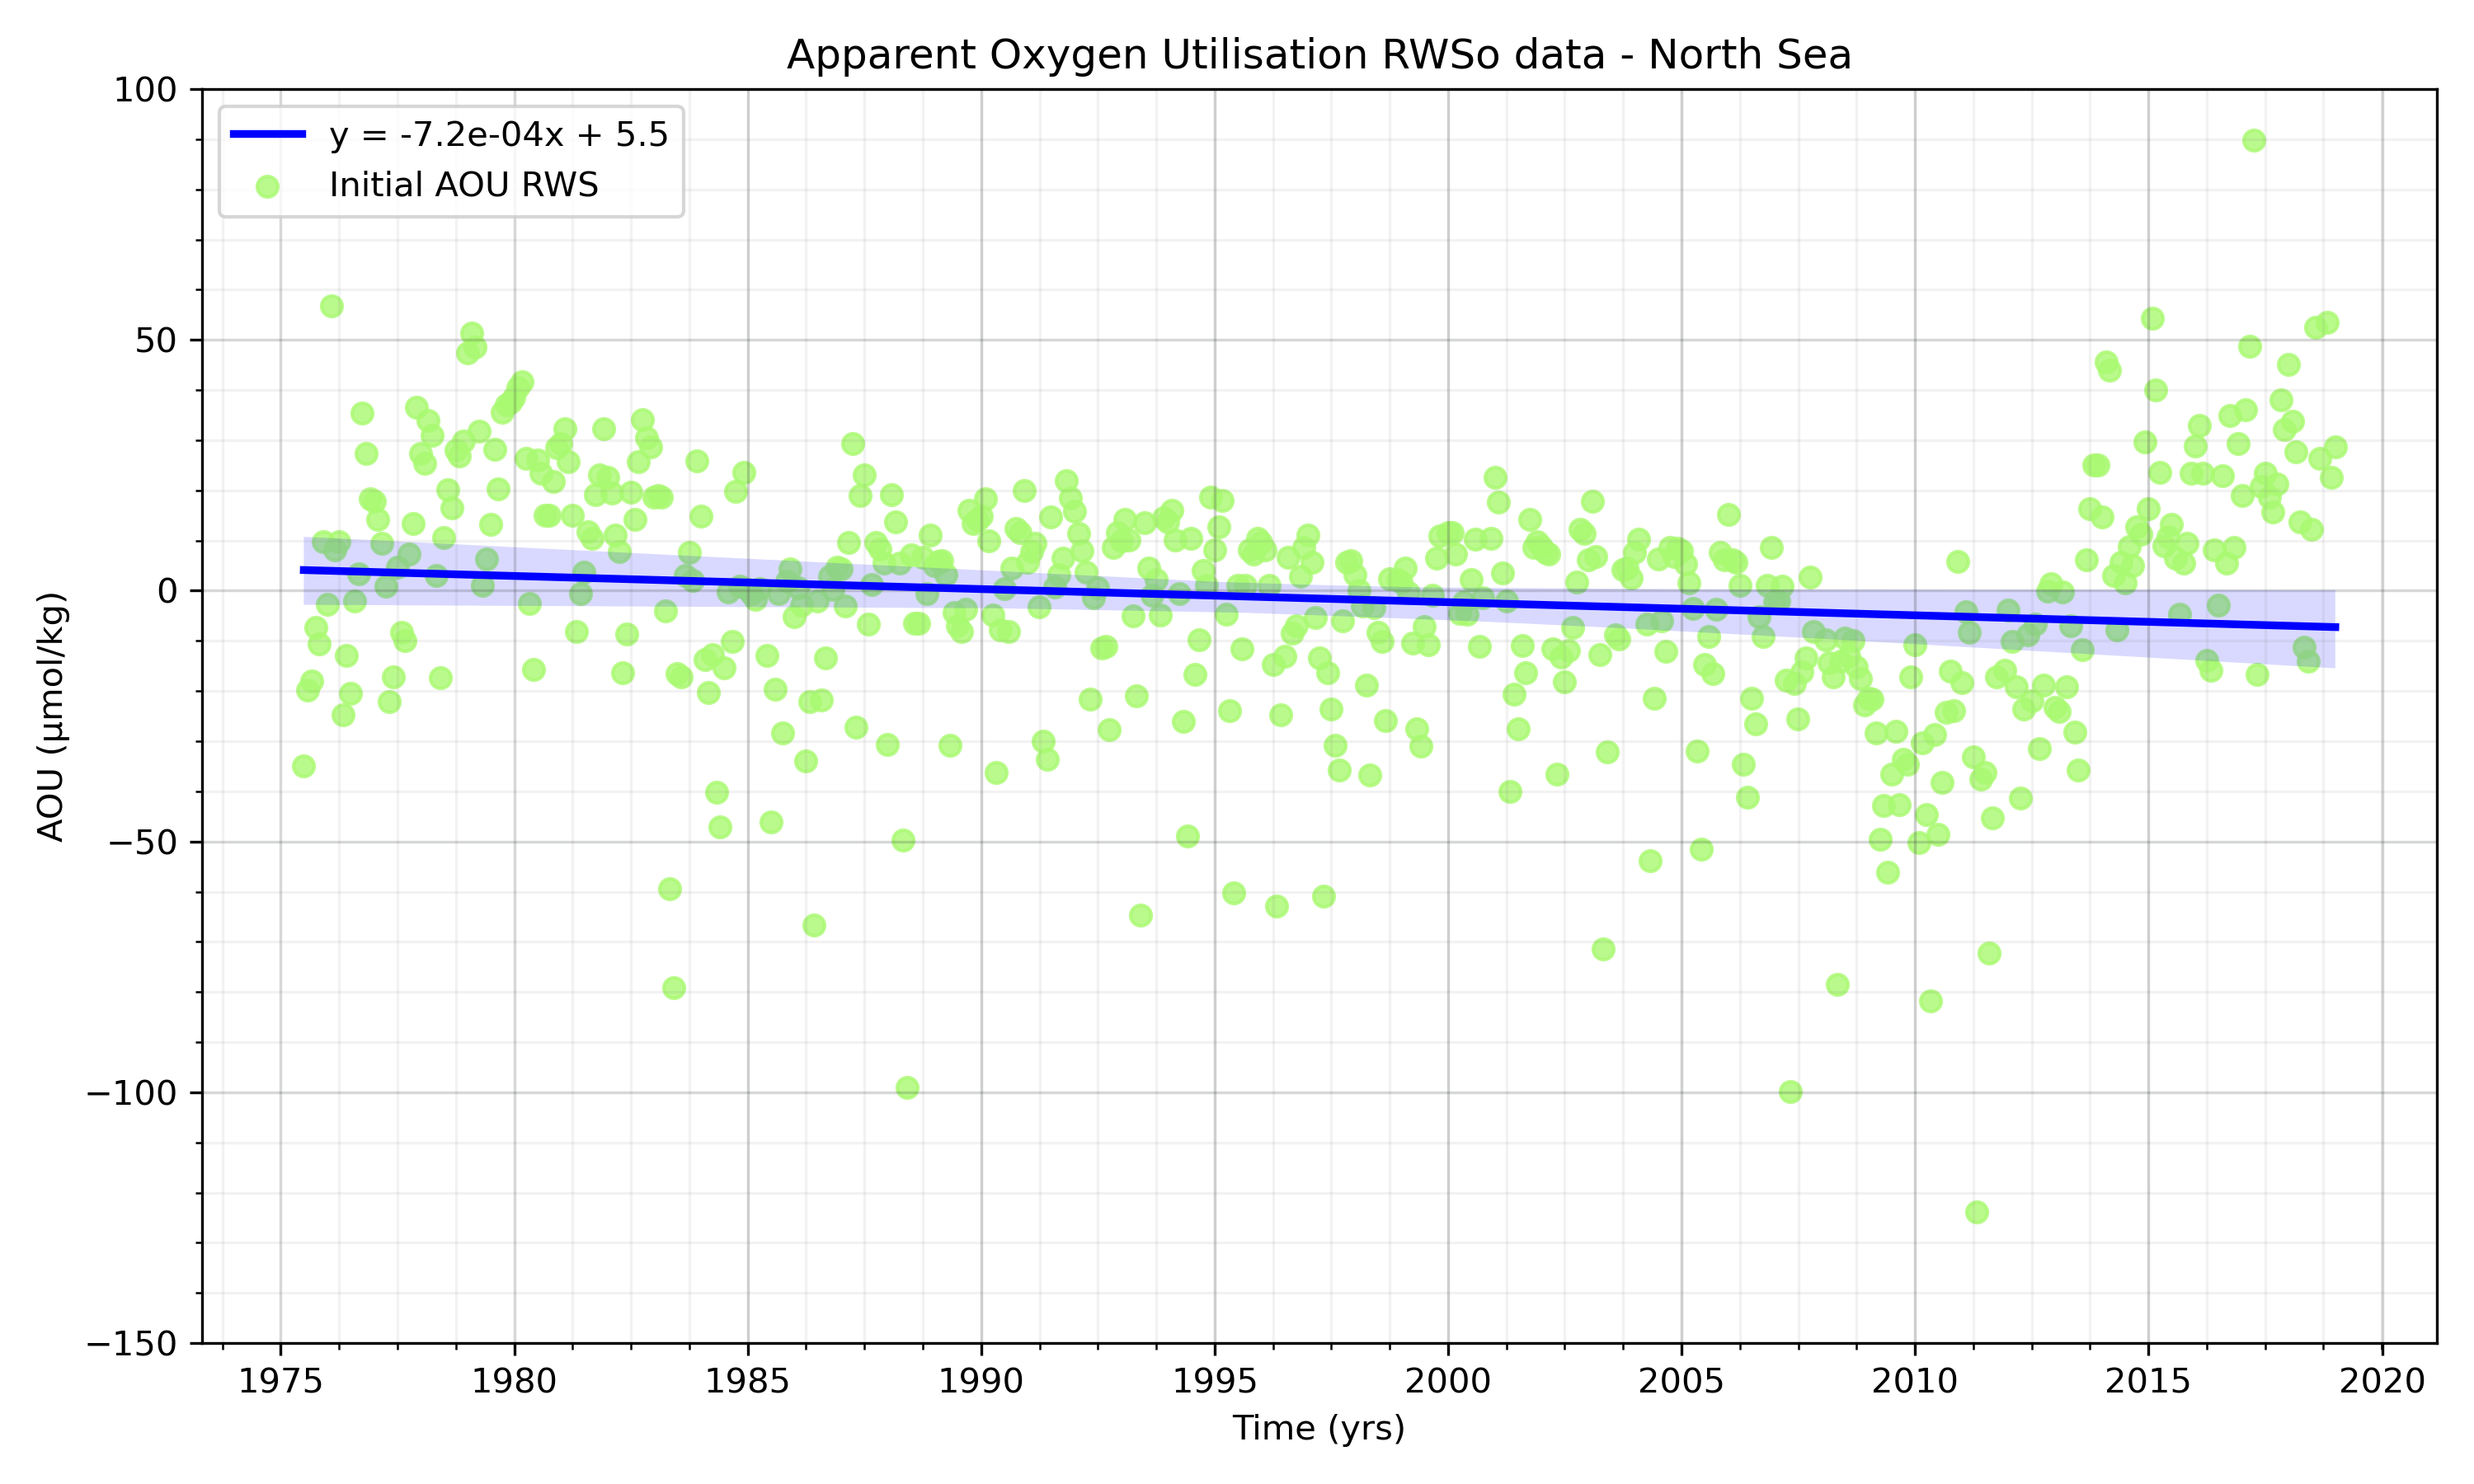 Apparent Oxygen Utilisation RWSo data - North Sea
y = -7.2e-04x + 5.5
Initial AOU RWS
100
50
0
−50
−100
−150
AOU (μmol/kg)
1975 1980 1985 1990 1995 2000 2005 2010 2015 2020
Time (yrs)